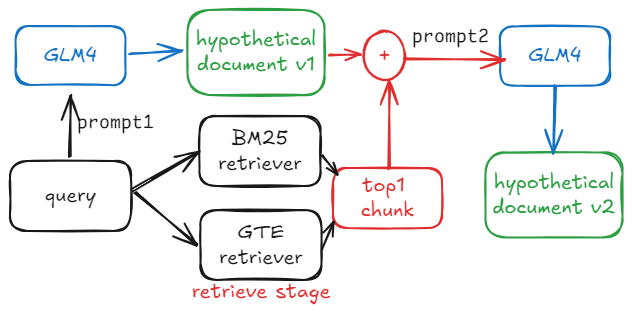 GLM4
hypothetical
document v1
+
prompt2
GLM4
prompt1
BM25
retriever
query
top1
chunk
hypothetical
document v2
GTE
retriever
retrieve stage